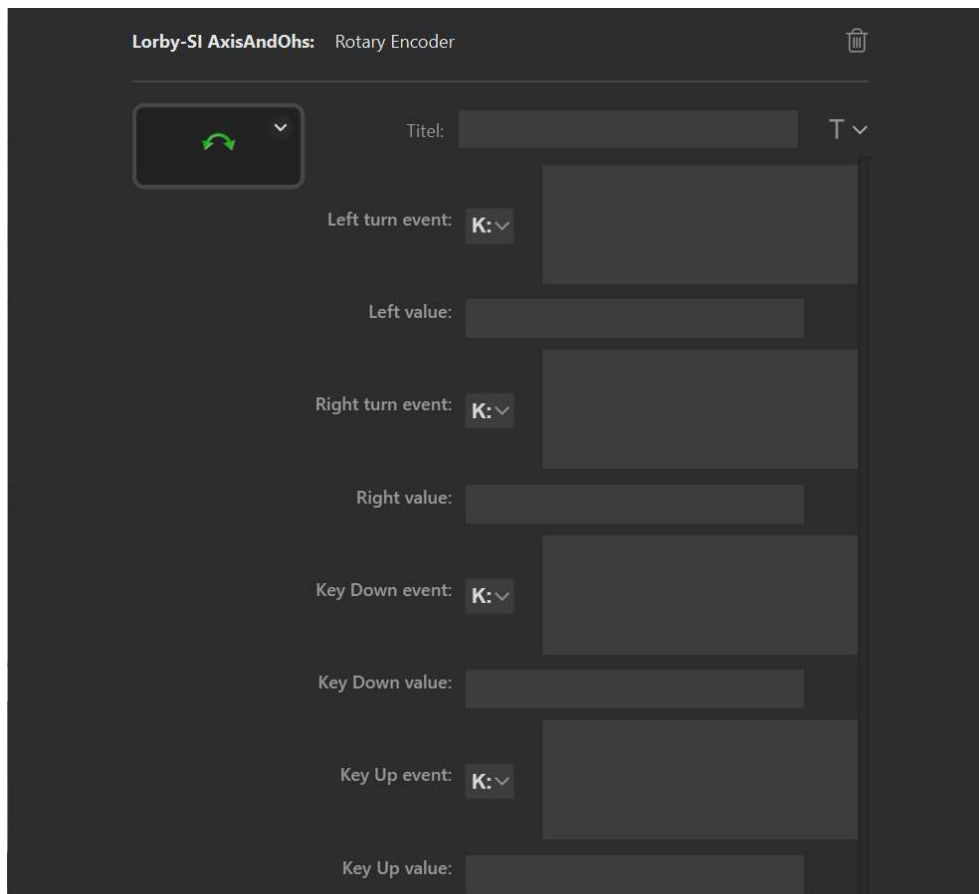 Lorby-SI AxisAndOhs: Rotary Encoder
Titel:
T
Left turn event: K:
Left value:
Right turn event: K:
Right value:
Key Down event: K:
Key Down value:
Key Up event: K:
Key Up value: